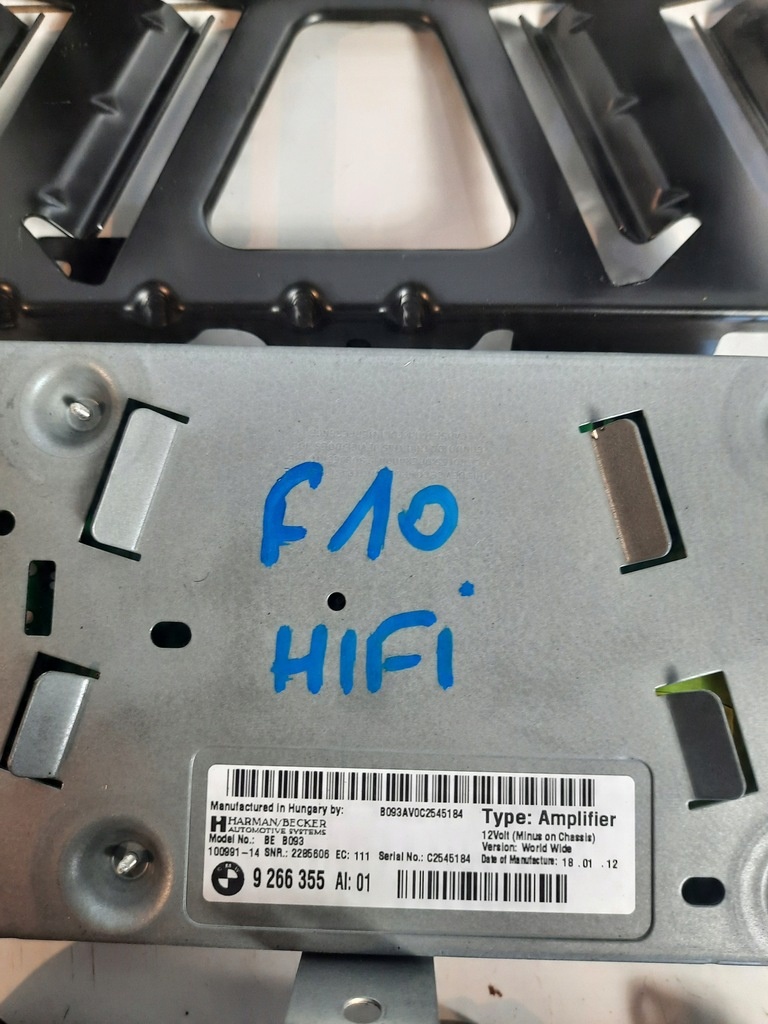 F10
HIFI
Manufactured in Hungary by:
B093AV0C2545184
Type: Amplifier
HARMAN/BECKER
AUTOMOTIVE SYSTEMS
12Volt (Minus on Chassis)
Model No.: BE B093
Version: World Wide
100991-14 SNR.: 2285606 EC: 111 Serial No.: C2545184
Date of Manufacture: 18 .01 .12
9 266 355 AI: 01